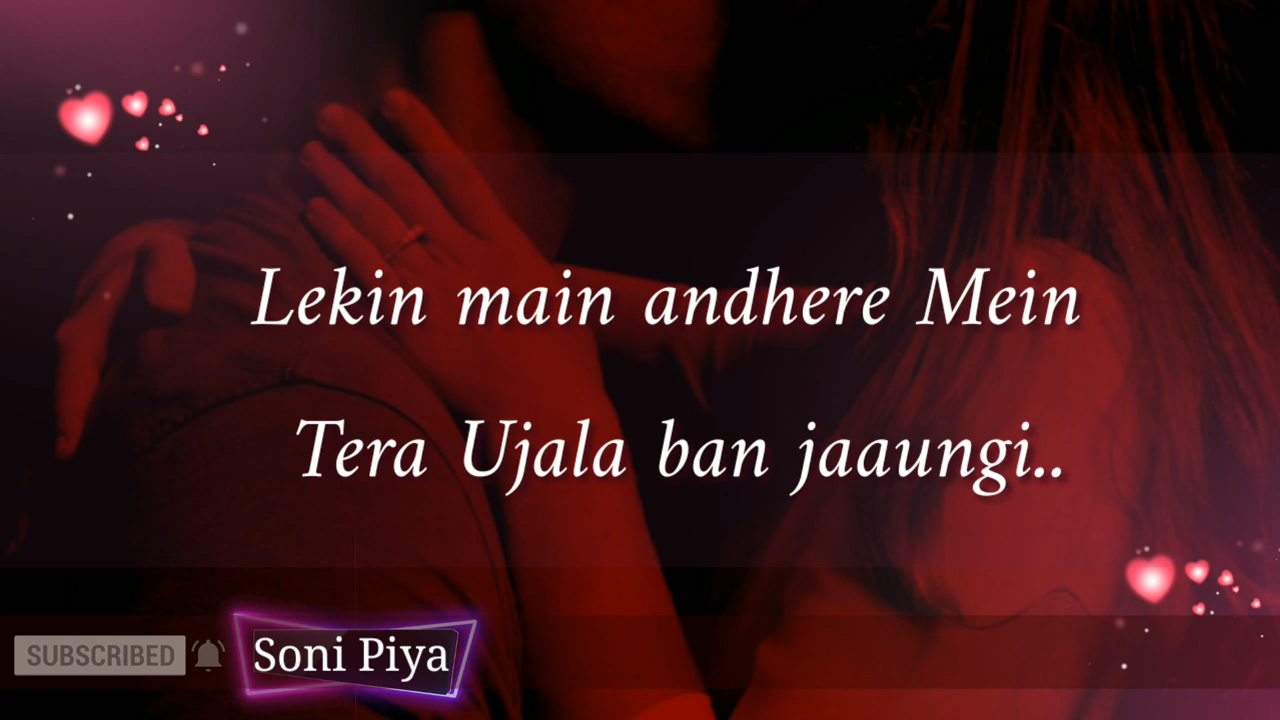 Lekin main andhere Mein
Tera Ujala ban jaaungi..
SUBSCRIBED
Soni Piya